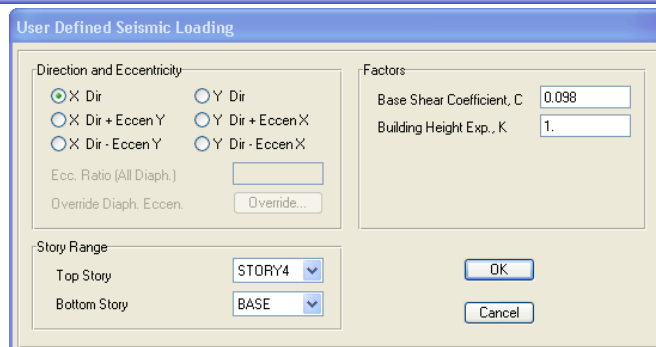 User Defined Seismic Loading
Direction and Eccentricity
X Dir
Y Dir
X Dir + Eccen Y
Y Dir + Eccen X
X Dir - Eccen Y
Y Dir - Eccen X
Ecc. Ratio (All Diaph.)
Override Diaph. Eccen.
Override...
Factors
Base Shear Coefficient, C
0.098
Building Height Exp., K
1.
Story Range
Top Story
STORY4
Bottom Story
BASE
OK
Cancel